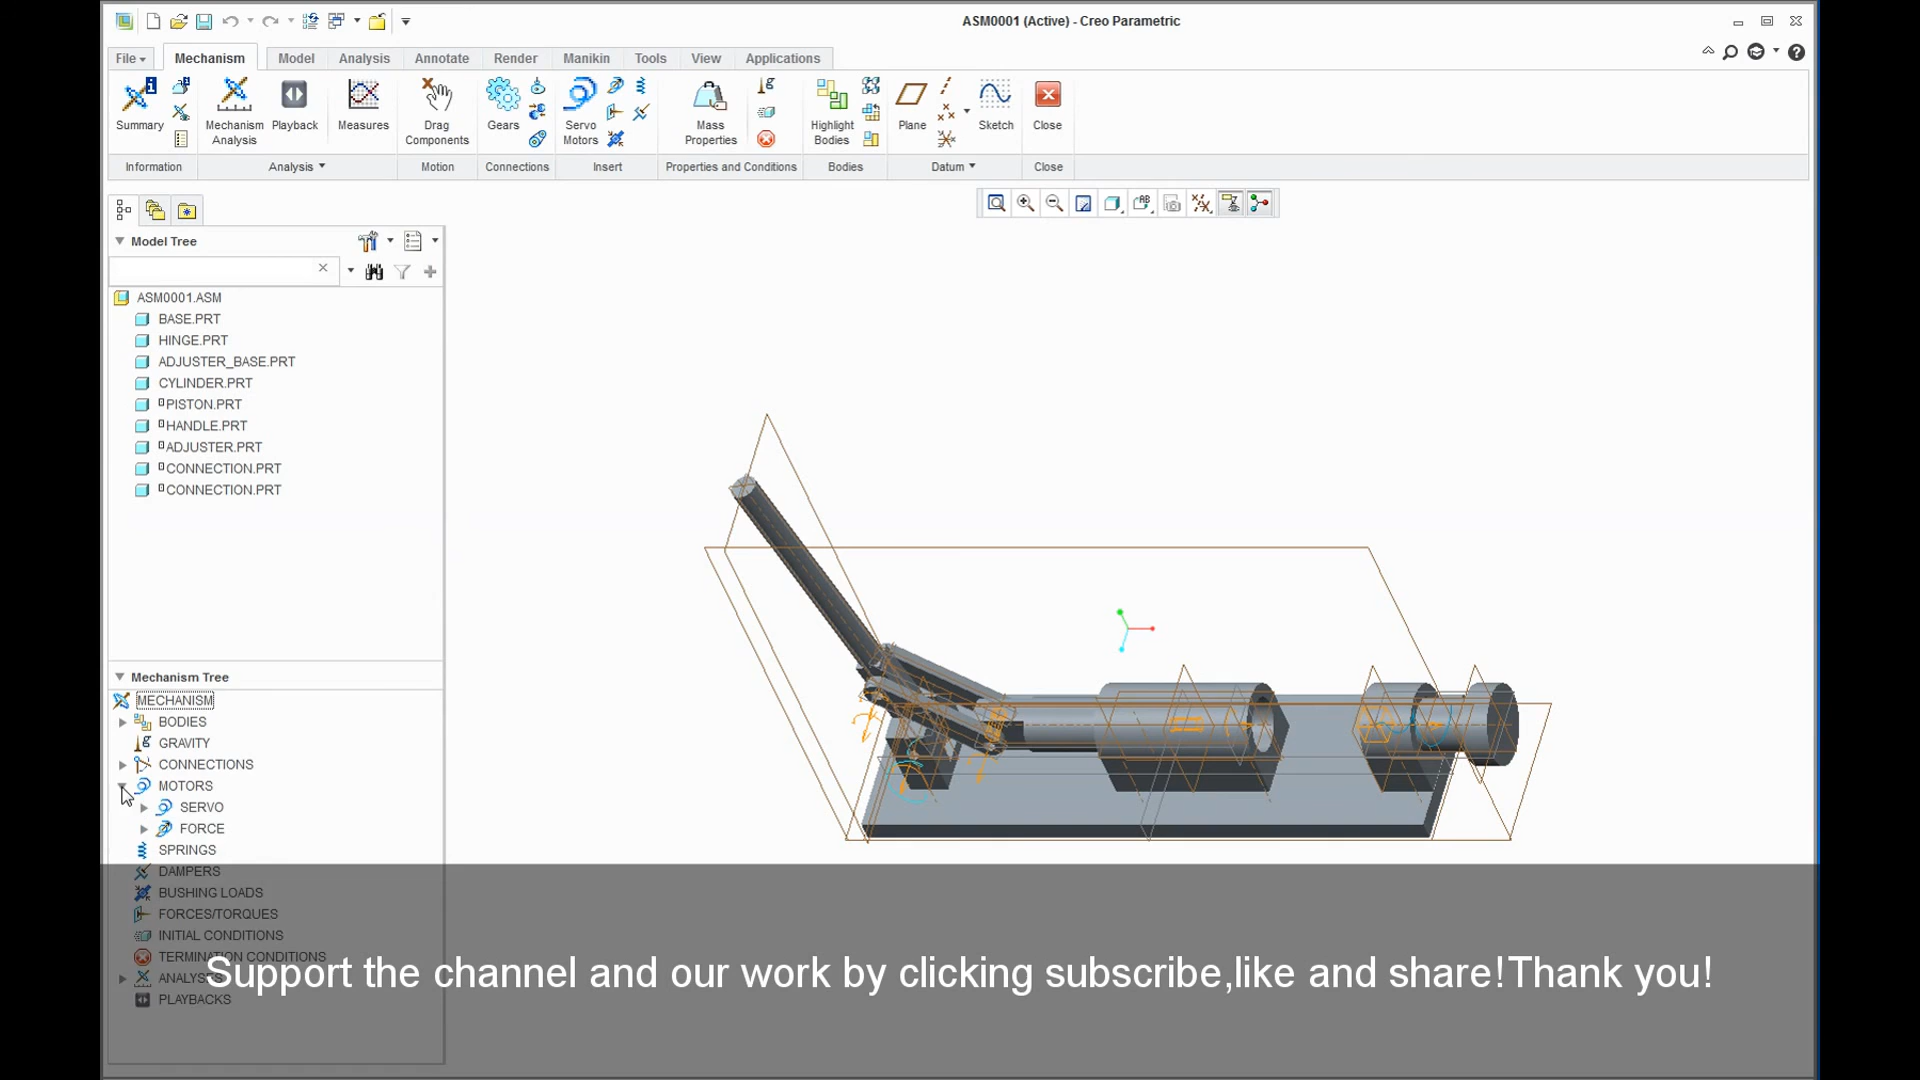 ASM0001 (Active) - Creo Parametric
File
Mechanism
Model
Analysis
Annotate
Render
Manikin
Tools
View
Applications
Summary
Mechanism
Analysis
Playback
Measures
Drag
Components
Gears
Servo
Motors
Mass
Properties
Highlight
Bodies
Plane
Sketch
Close
Information
Analysis
Motion
Connections
Insert
Properties and Conditions
Bodies
Datum
Close
Model Tree
ASM0001.ASM
BASE.PRT
HINGE.PRT
ADJUSTER_BASE.PRT
CYLINDER.PRT
PISTON.PRT
HANDLE.PRT
ADJUSTER.PRT
CONNECTION.PRT
CONNECTION.PRT
Mechanism Tree
MECHANISM
BODIES
GRAVITY
CONNECTIONS
MOTORS
SERVO
FORCE
SPRINGS
DAMPERS
BUSHING LOADS
FORCES/TORQUES
INITIAL CONDITIONS
TERMINATION CONDITIONS
ANALYSES
PLAYBACKS
Support the channel and our work by clicking subscribe,like and share!Thank you!